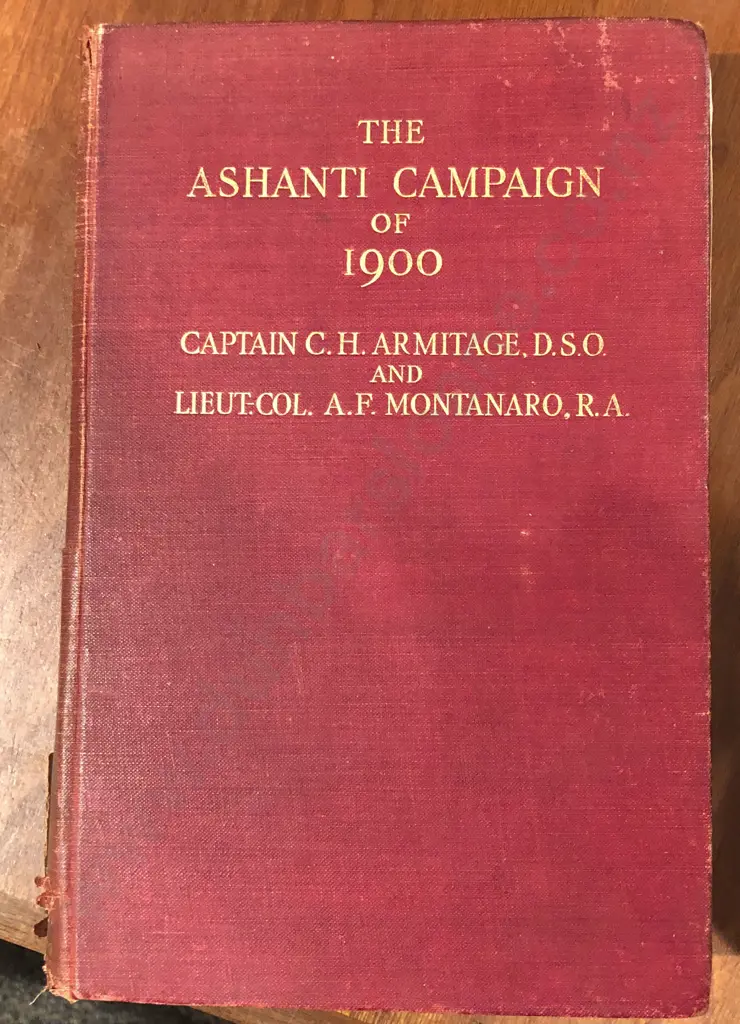 THE
ASHANTI CAMPAIGN
OF
1900
CAPTAIN C. H. ARMITAGE, D.S.O.
AND
LIEUT.-COL. A.F. MONTANARO, R.A.